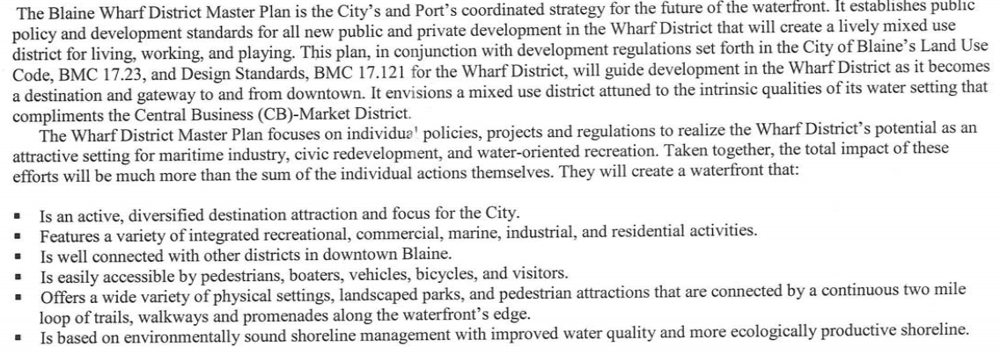 The Blaine Wharf District Master Plan is the City's and Port's coordinated strategy for the future of the waterfront. It establishes public
policy and development standards for all new public and private development in the Wharf District that will create a lively mixed use
district for living, working, and playing. This plan, in conjunction with development regulations set forth in the City of Blaine's Land Use
Code, BMC 17.23, and Design Standards, BMC 17.121 for the Wharf District, will guide development in the Wharf District as it becomes
a destination and gateway to and from downtown. It envisions a mixed use district attuned to the intrinsic qualities of its water setting that
compliments the Central Business (CB)-Market District.
The Wharf District Master Plan focuses on individual policies, projects and regulations to realize the Wharf District's potential as an
attractive setting for maritime industry, civic redevelopment, and water-oriented recreation. Taken together, the total impact of these
efforts will be much more than the sum of the individual actions themselves. They will create a waterfront that:
▪ Is an active, diversified destination attraction and focus for the City.
▪ Features a variety of integrated recreational, commercial, marine, industrial, and residential activities.
▪ Is well connected with other districts in downtown Blaine.
▪ Is easily accessible by pedestrians, boaters, vehicles, bicycles, and visitors.
▪ Offers a wide variety of physical settings, landscaped parks, and pedestrian attractions that are connected by a continuous two mile
loop of trails, walkways and promenades along the waterfront's edge.
▪ Is based on environmentally sound shoreline management with improved water quality and more ecologically productive shoreline.